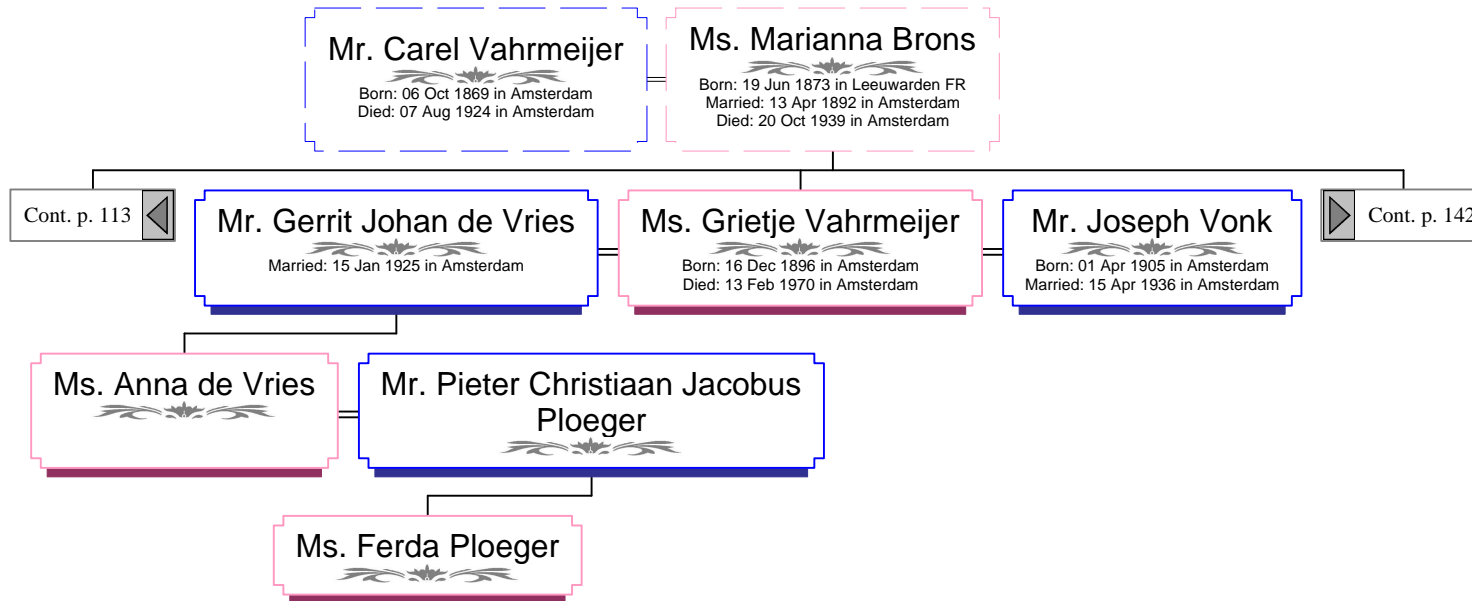 Mr. Carel Vahrmeijer
Born: 06 Oct 1869 in Amsterdam
Died: 07 Aug 1924 in Amsterdam
Ms. Marianna Brons
Born: 19 Jun 1873 in Leeuwarden FR
Married: 13 Apr 1892 in Amsterdam
Died: 20 Oct 1939 in Amsterdam
Cont. p. 113
Mr. Gerrit Johan de Vries
Married: 15 Jan 1925 in Amsterdam
Ms. Grietje Vahrmeijer
Born: 16 Dec 1896 in Amsterdam
Died: 13 Feb 1970 in Amsterdam
Mr. Joseph Vonk
Born: 01 Apr 1905 in Amsterdam
Married: 15 Apr 1936 in Amsterdam
Cont. p. 142
Ms. Anna de Vries
Mr. Pieter Christiaan Jacobus
Ploeger
Ms. Ferda Ploeger